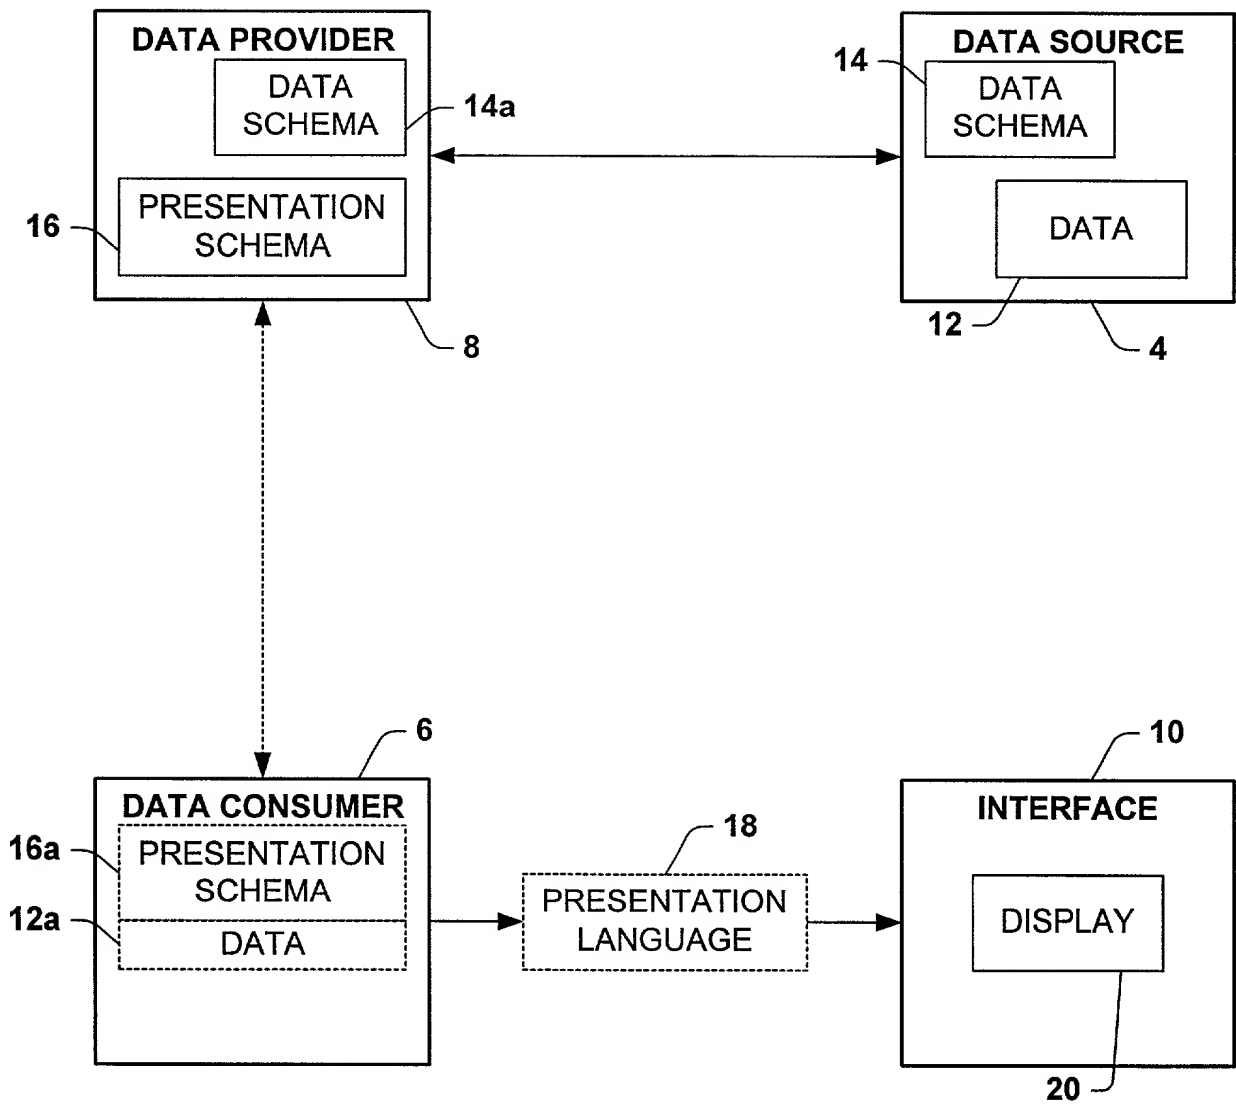 DATA PROVIDER
DATA
SCHEMA
14a
PRESENTATION
SCHEMA
16
8
DATA SOURCE
14
DATA
SCHEMA
DATA
12
4
6
DATA CONSUMER
16a
PRESENTATION
SCHEMA
12a
DATA
18
PRESENTATION
LANGUAGE
10
INTERFACE
DISPLAY
20